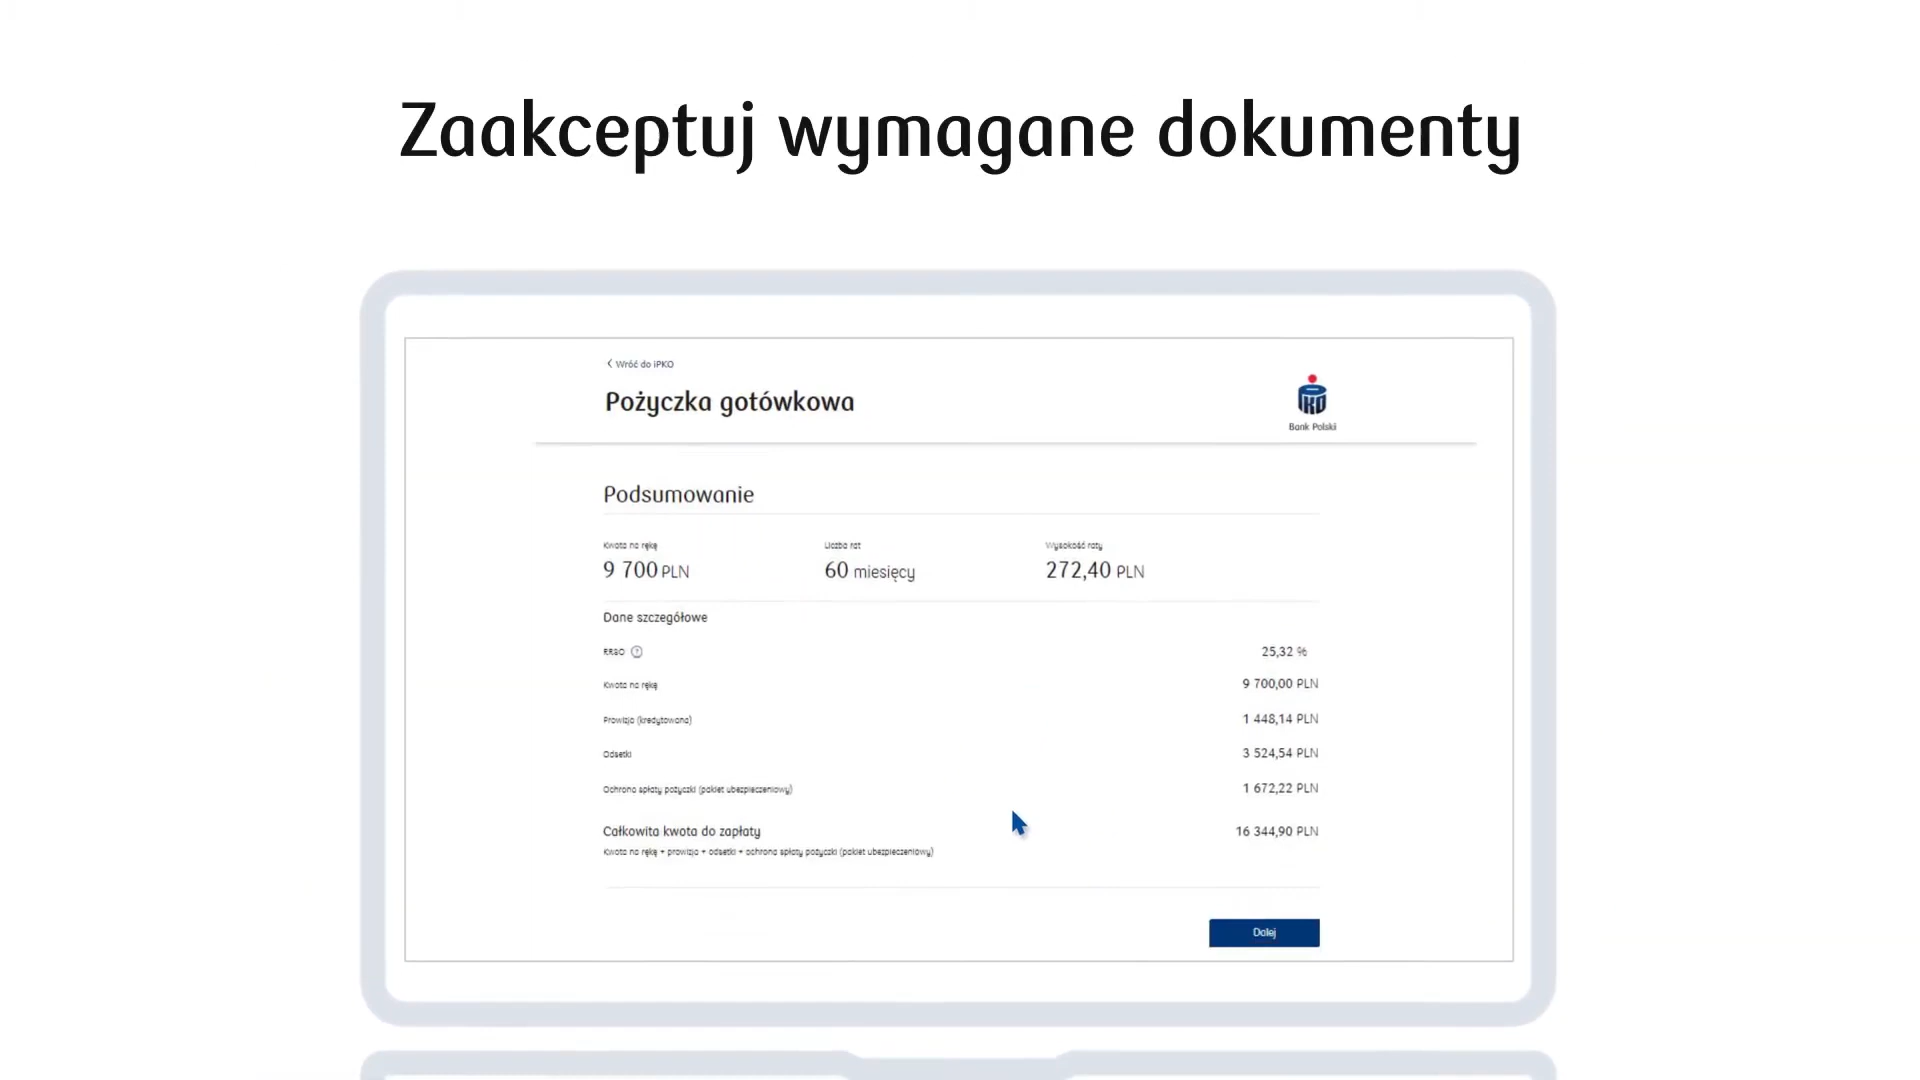 Zaakceptuj wymagane dokumenty
Wróć do iPKO
Pożyczka gotówkowa
PKO
Bank Polski
Podsumowanie
Kwota na rękę
Liczba rat
Wysokość raty
9 700 PLN
60 miesięcy
272,40 PLN
Dane szczegółowe
RRSO ?
25,32 %
Kwota na rękę
9 700,00 PLN
Prowizja (kredytowana)
1 448,14 PLN
Odsetki
3 524,54 PLN
Ochrona spłaty pożyczki (pakiet ubezpieczeniowy)
1 672,22 PLN
Całkowita kwota do zapłaty
16 344,90 PLN
Kwota na rękę + prowizja + odsetki + ochrona spłaty pożyczki (pakiet ubezpieczeniowy)
Dalej